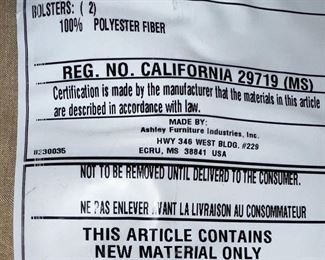 BOLSTERS: ( 2)
100% POLYESTER FIBER
REG. NO. CALIFORNIA 29719 (MS)
Certification is made by the manufacturer that the materials in this article
are described in accordance with law.
MADE BY:
Ashley Furniture Industries, Inc.
HWY 346 WEST BLDG. #229
ECRU, MS 38841 USA
NOT TO BE REMOVED UNTIL DELIVERD TO THE CONSUMER.
NE PAS ENLEVER AVANT LA LIVRAISON AU CONSOMMATEUR
THIS ARTICLE CONTAINS
NEW MATERIAL ONLY